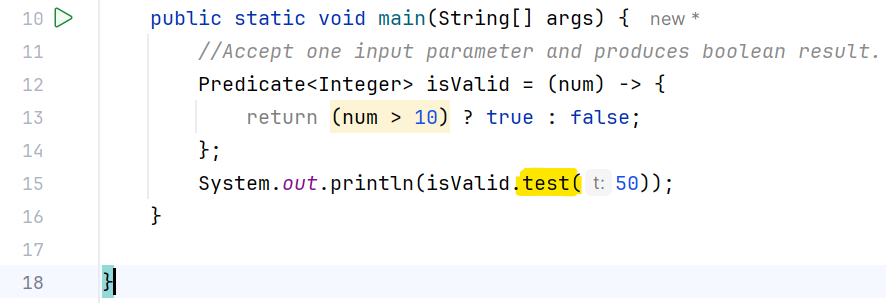 10 public static void main(String[] args) { new *
11 //Accept one input parameter and produces boolean result.
12 Predicate<Integer> isValid = (num) -> {
13 return (num > 10) ? true : false;
14 };
15 System.out.println(isValid.test( t: 50));
16 }
17
18 }